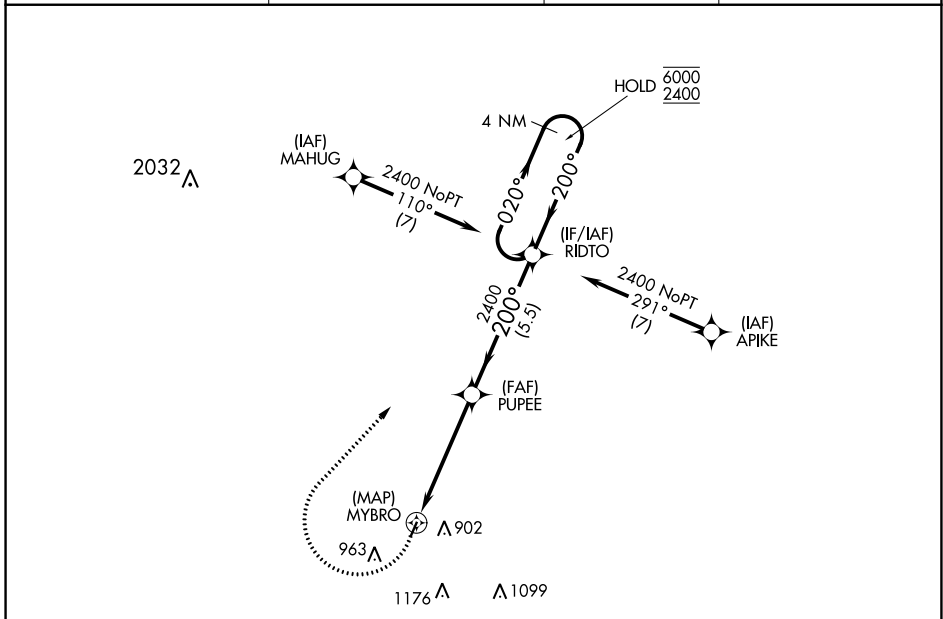 HOLD 6000
2400
4 NM
(IAF)
MAHUG
2032
2400 NoPT
110°
(7)
020°
200°
(IF/IAF)
RIDTO
2400 NoPT
291°
(7)
(IAF)
APIKE
2400
200°
(5.5)
(FAF)
PUPEE
(MAP)
MYBRO
902
963
1176
1099